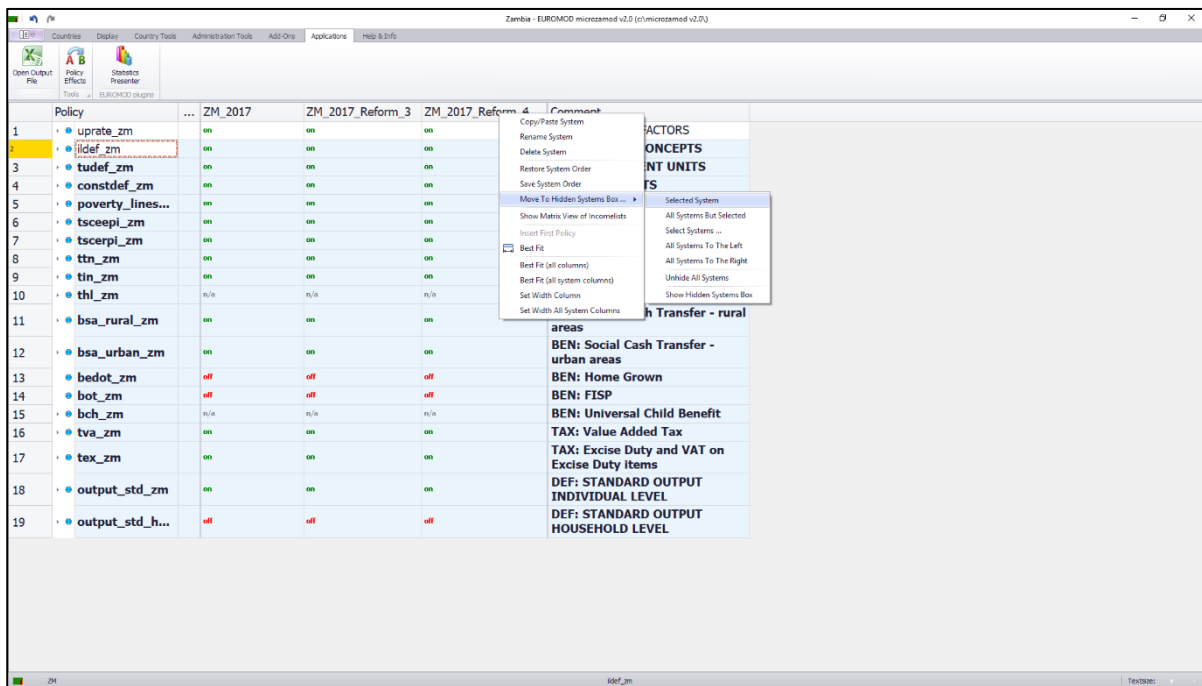 Zambia - EUROMOD microzamod v2.0 (c:\microzamod v2.0\)
Countries Display Country Tools Administration Tools Add-Ons Applications Help & Info
Open Output File
Policy Effects
Statistics Presenter
Tools EUROMOD plugins
Policy ... ZM_2017 ZM_2017_Reform_3 ZM_2017_Reform_4 Comment
1 uprate_zm on on on FACTORS
2 ildef_zm on on on ONCEPTS
3 tudef_zm on on on NT UNITS
4 constdef_zm on on on TS
5 poverty_lines... on on on
6 tsceepi_zm on on on
7 tscerpi_zm on on on
8 ttn_zm on on on
9 tin_zm on on on
10 thl_zm n/a n/a n/a
11 bsa_rural_zm on on on h Transfer - rural
areas
12 bsa_urban_zm on on on BEN: Social Cash Transfer -
urban areas
13 bedot_zm off off off BEN: Home Grown
14 bot_zm off off off BEN: FISP
15 bch_zm n/a n/a n/a BEN: Universal Child Benefit
16 tva_zm on on on TAX: Value Added Tax
17 tex_zm on on on TAX: Excise Duty and VAT on
Excise Duty items
18 output_std_zm on on on DEF: STANDARD OUTPUT
INDIVIDUAL LEVEL
19 output_std_h... off off off DEF: STANDARD OUTPUT
HOUSEHOLD LEVEL
Copy/Paste System
Rename System
Delete System
Restore System Order
Save System Order
Move To Hidden Systems Box ...
Show Matrix View of Incomelists
Insert First Policy
Best Fit
Best Fit (all columns)
Best Fit (all system columns)
Set Width Column
Set Width All System Columns
Selected System
All Systems But Selected
Select Systems ...
All Systems To The Left
All Systems To The Right
Unhide All Systems
Show Hidden Systems Box
ZM ildef_zm Textsize: + -